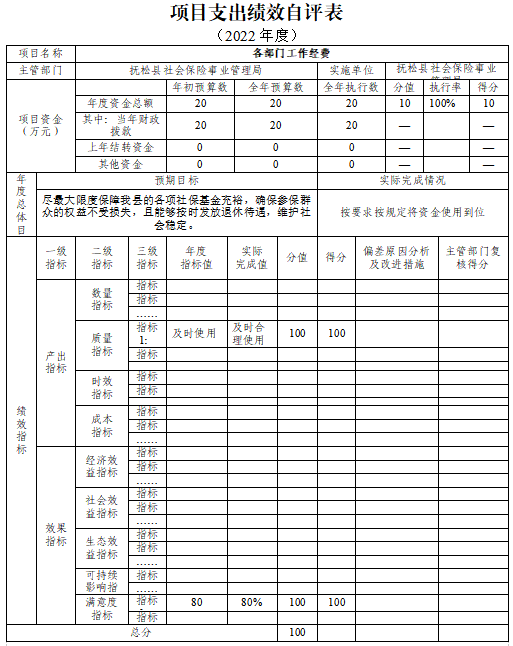 项目支出绩效自评表
（2022 年度）
项目名称 各部门工作经费
主管部门 抚松县社会保险事业管理局 实施单位 抚松县社会保险事业管理局
项目资金（万元） 年初预算数 全年预算数 全年执行数 分值 执行率 得分
年度资金总额 20 20 20 10 100% 10
其中：当年财政拨款 20 20 20 — —
上年结转资金 0 0 0 — —
其他资金 0 0 0 — —
年度总体目 预期目标 实际完成情况
尽最大限度保障我县的各项社保基金充裕，确保参保群众的权益不受损失，且能够按时发放退休待遇，维护社会稳定。 按要求按规定将资金使用到位
绩效指标 一级指标 二级指标 三级指标 年度指标值 实际完成值 分值 得分 偏差原因分析及改进措施 主管部门复核得分
产出指标 数量指标 指标
指标
……
质量指标 指标1: 及时使用 及时合理使用 100 100
指标
时效指标 指标
指标
成本指标 指标
指标
……
效果指标 经济效益指标 指标
指标
……
社会效益指标 指标
指标
……
生态效益指标 指标
指标
……
可持续影响指 指标
……
满意度指标 指标 80 80% 100 100
指标
总分 100